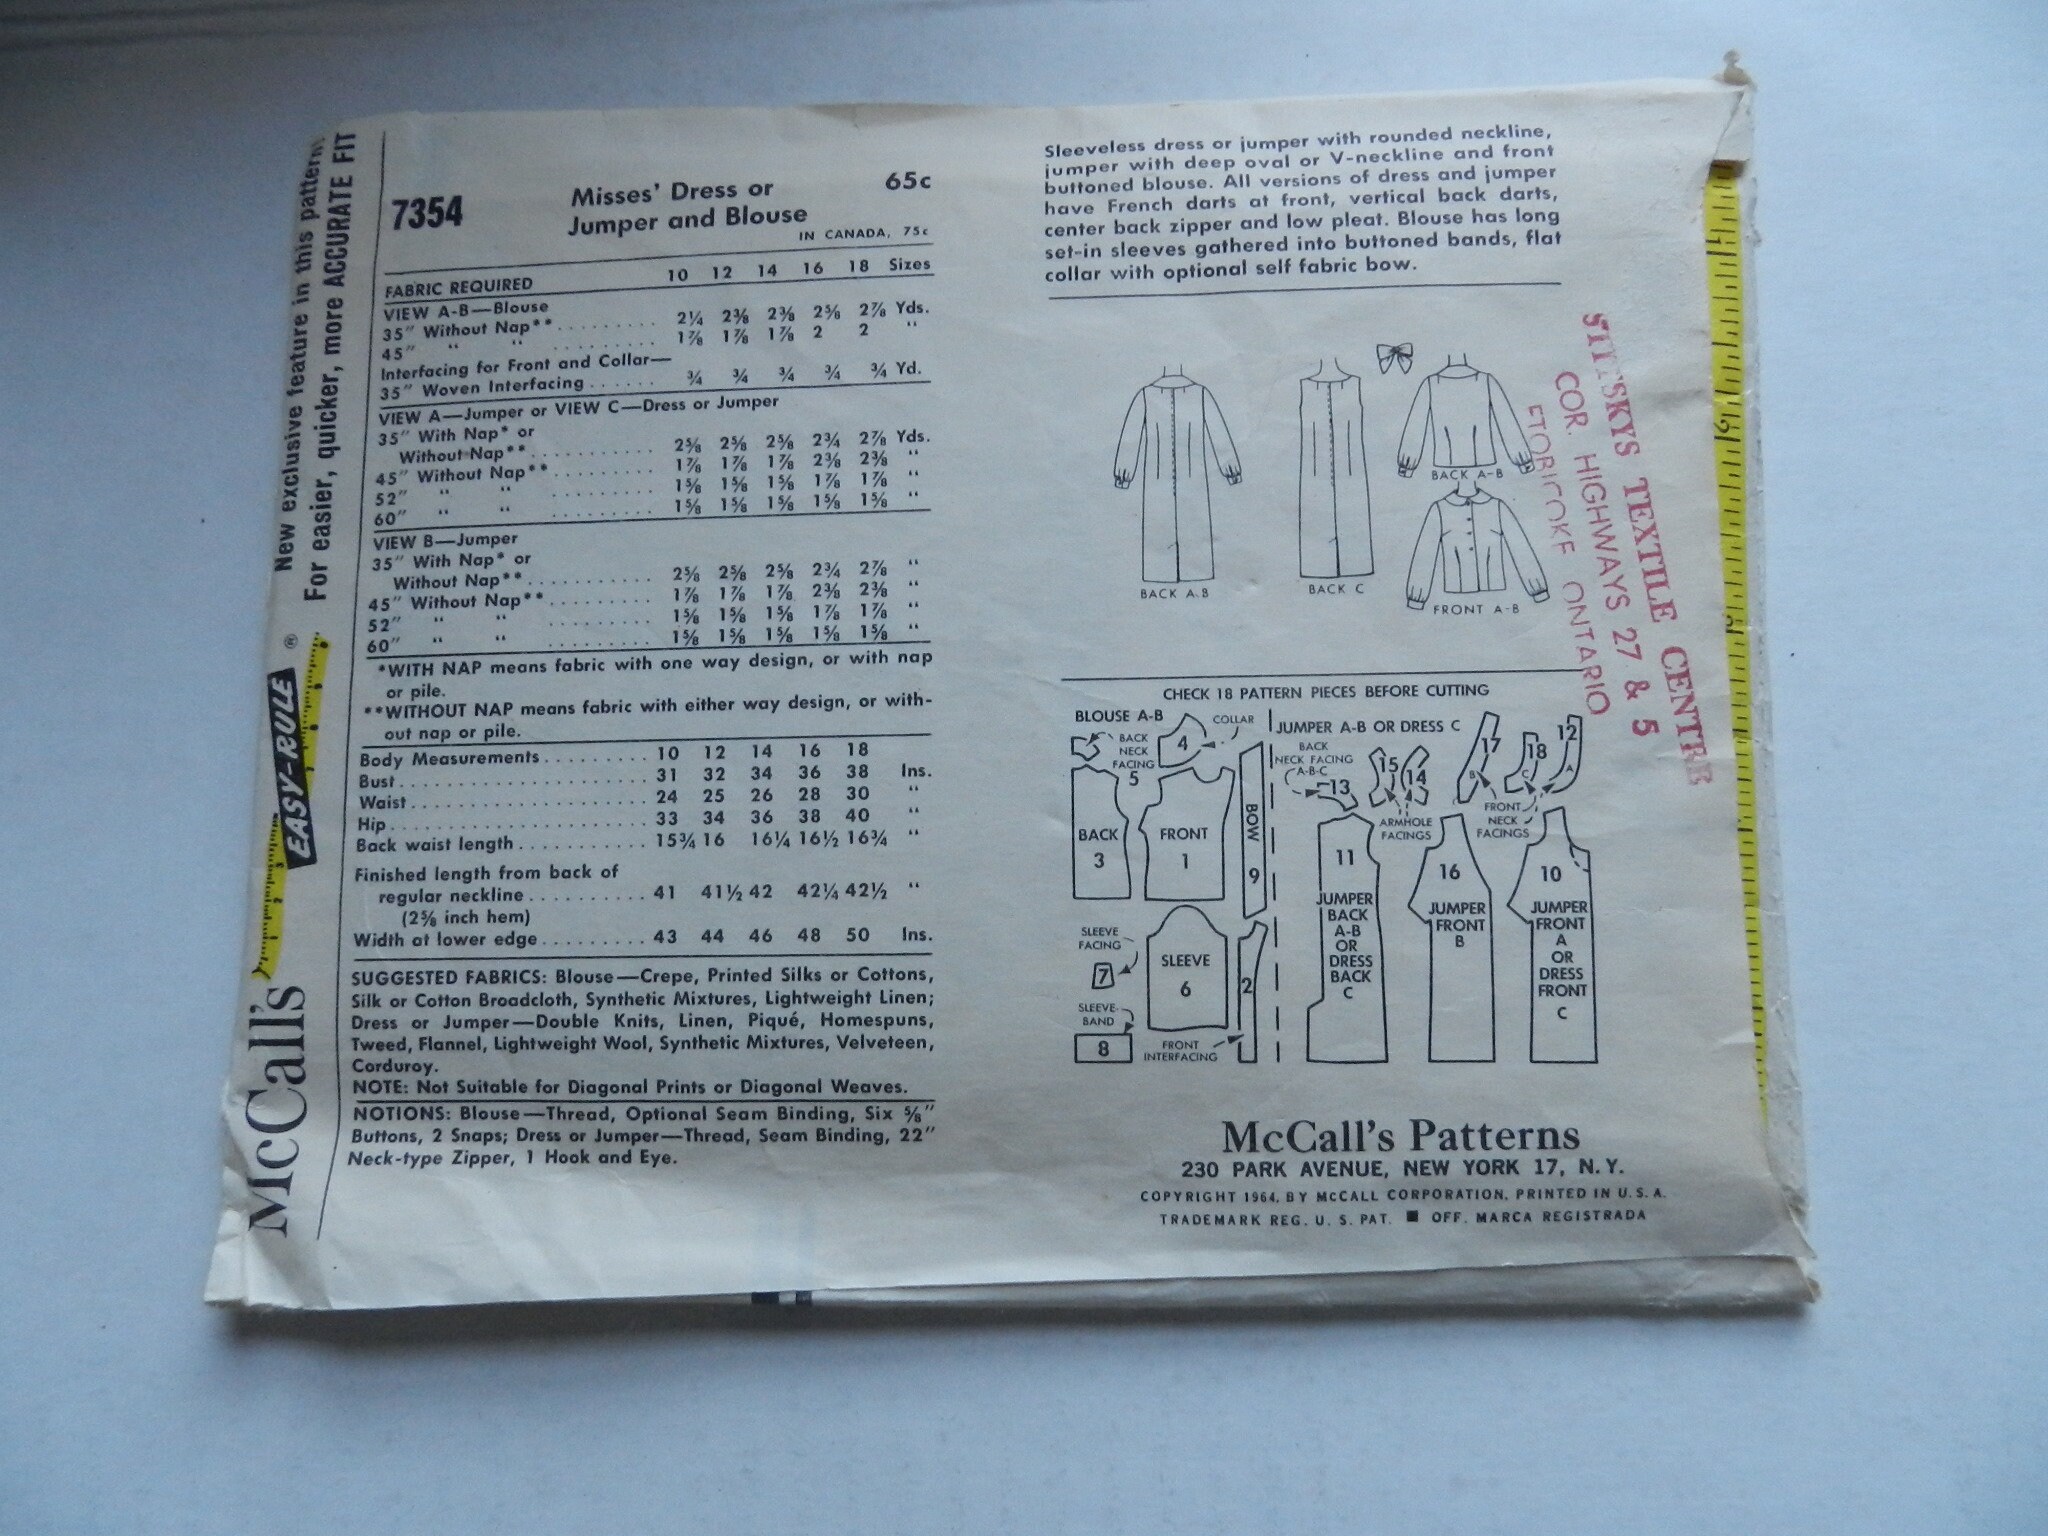 New exclusive feature in this pattern
For easier, quicker, more ACCURATE FIT
EASY-RULE ®
McCall's
7354
Misses' Dress or
Jumper and Blouse
65c
IN CANADA, 75c
FABRIC REQUIRED 10 12 14 16 18 Sizes
VIEW A-B—Blouse
35" Without Nap** 2¼ 2⅜ 2⅜ 2⅝ 2⅞ Yds.
45" " " 1⅞ 1⅞ 1⅞ 2 2 "
Interfacing for Front and Collar—
35" Woven Interfacing ¾ ¾ ¾ ¾ ¾ Yd.
VIEW A—Jumper or VIEW C—Dress or Jumper
35" With Nap* or
Without Nap** 2⅝ 2⅝ 2⅝ 2¾ 2⅞ Yds.
45" Without Nap** 1⅞ 1⅞ 1⅞ 2⅜ 2⅜ "
52" " " 1⅝ 1⅝ 1⅝ 1⅞ 1⅞ "
60" " " 1⅝ 1⅝ 1⅝ 1⅝ 1⅝ "
VIEW B—Jumper
35" With Nap* or
Without Nap** 2⅝ 2⅝ 2⅝ 2¾ 2⅞ "
45" Without Nap** 1⅞ 1⅞ 1⅞ 2⅜ 2⅜ "
52" " " 1⅝ 1⅝ 1⅝ 1⅞ 1⅞ "
60" " " 1⅝ 1⅝ 1⅝ 1⅝ 1⅝ "
*WITH NAP means fabric with one way design, or with nap
or pile.
**WITHOUT NAP means fabric with either way design, or with-
out nap or pile.
Body Measurements 10 12 14 16 18
Bust 31 32 34 36 38 Ins.
Waist 24 25 26 28 30 "
Hip 33 34 36 38 40 "
Back waist length 15¾ 16 16¼ 16½ 16¾ "
Finished length from back of
regular neckline 41 41½ 42 42¼ 42½ "
(2⅝ inch hem)
Width at lower edge 43 44 46 48 50 Ins.
SUGGESTED FABRICS: Blouse—Crepe, Printed Silks or Cottons,
Silk or Cotton Broadcloth, Synthetic Mixtures, Lightweight Linen;
Dress or Jumper—Double Knits, Linen, Piqué, Homespuns,
Tweed, Flannel, Lightweight Wool, Synthetic Mixtures, Velveteen,
Corduroy.
NOTE: Not Suitable for Diagonal Prints or Diagonal Weaves.
NOTIONS: Blouse—Thread, Optional Seam Binding, Six ⅝"
Buttons, 2 Snaps; Dress or Jumper—Thread, Seam Binding, 22"
Neck-type Zipper, 1 Hook and Eye.
Sleeveless dress or jumper with rounded neckline,
jumper with deep oval or V-neckline and front
buttoned blouse. All versions of dress and jumper
have French darts at front, vertical back darts,
center back zipper and low pleat. Blouse has long
set-in sleeves gathered into buttoned bands, flat
collar with optional self fabric bow.
BACK A.B
BACK C
BACK A-B
FRONT A-B
TEXTILE CENTRE
COR. HIGHWAYS 27 & 5
ETOBICOKE ONTARIO
CHECK 18 PATTERN PIECES BEFORE CUTTING
BLOUSE A-B
COLLAR
4
BACK
NECK
FACING
5
BACK
3
FRONT
1
BOW
9
SLEEVE
FACING
7
SLEEVE
6
2
SLEEVE-
BAND
8
FRONT
INTERFACING
JUMPER A-B OR DRESS C
BACK
NECK FACING
A-B-C
13
15
14
ARMHOLE
FACINGS
17
B
18
C
12
A
FRONT
NECK
FACINGS
11
JUMPER
BACK
A-B
OR
DRESS
BACK
C
16
JUMPER
FRONT
B
10
JUMPER
FRONT
A
OR
DRESS
FRONT
C
McCall's Patterns
230 PARK AVENUE, NEW YORK 17, N.Y.
COPYRIGHT 1964, BY McCALL CORPORATION. PRINTED IN U.S.A.
TRADEMARK REG. U. S. PAT. ■ OFF. MARCA REGISTRADA